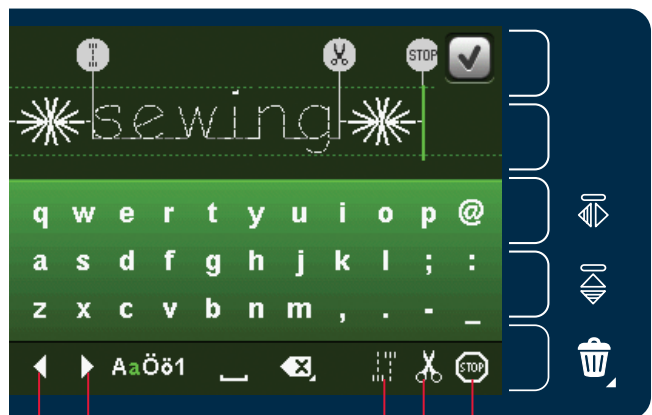 STOP
sewing
q w e r t y u i o p @
a s d f g h j k l ; :
z x c v b n m , . - _
AaÖö1 STOP